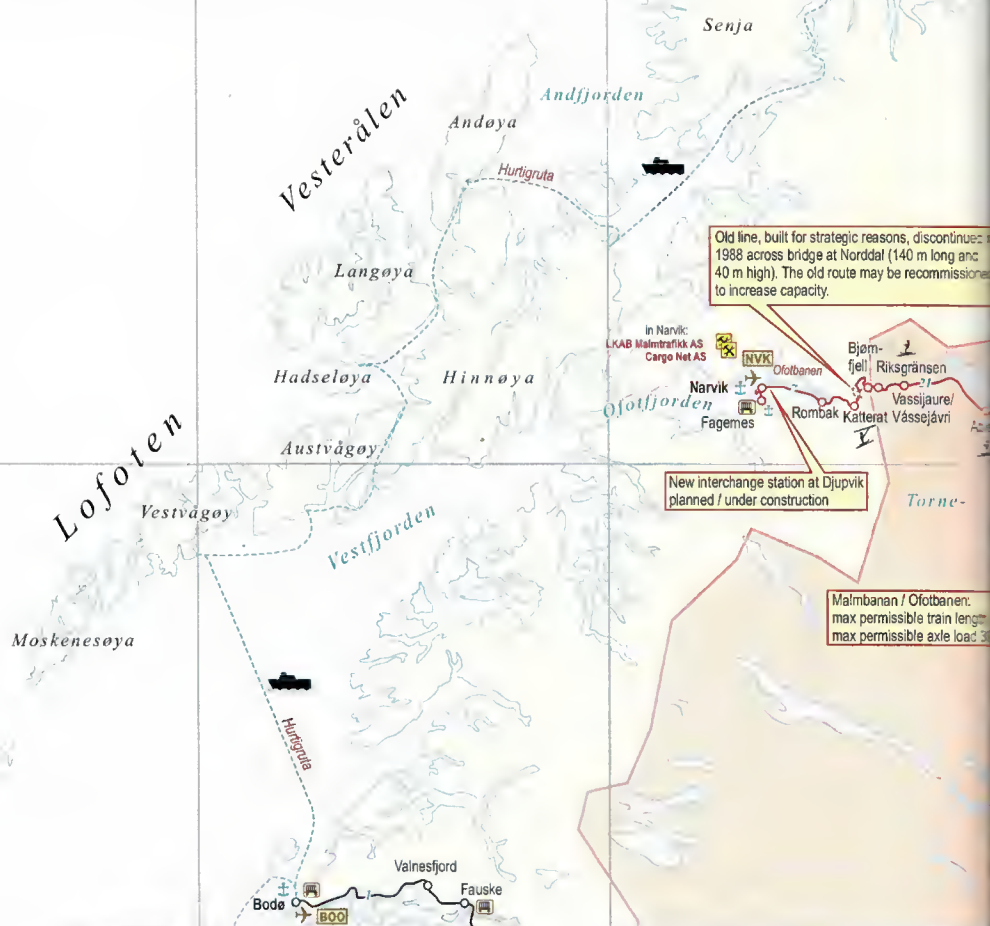 Senja
Andfjorden
Andøya
Vesterålen
Hurtigruta
Old line, built for strategic reasons, discontinued
1988 across bridge at Norddal (140 m long and
40 m high). The old route may be recommissioned
to increase capacity.
Langøya
in Narvik:
LKAB Malmtrafikk AS
Cargo Net AS
NVK
Ofotbanen
Bjørn-
fjell
Riksgränsen
Hadseløya
Hinnøya
Narvik
Ofotfjorden
Fagernes
Rombak
Katterat
Vassijaure/
Vássejávri
21
Austvågøy
Lofoten
New interchange station at Djupvik
planned / under construction
Vestvågøy
Vestfjorden
Torne-
Malmbanan / Ofotbanen:
max permissible train length
max permissible axle load 30
Moskenesøya
Hurtigruta
Valnesfjord
Fauske
1
Bodø
BOO